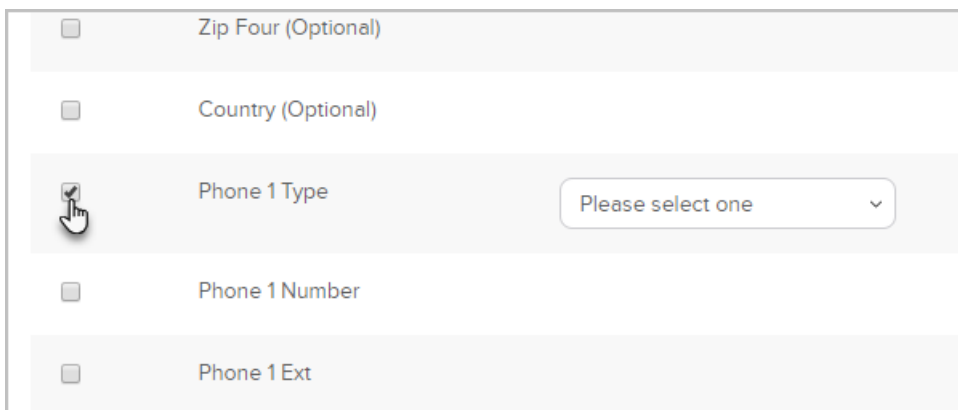 Zip Four (Optional)
Country (Optional)
Phone 1 Type
Please select one
Phone 1 Number
Phone 1 Ext